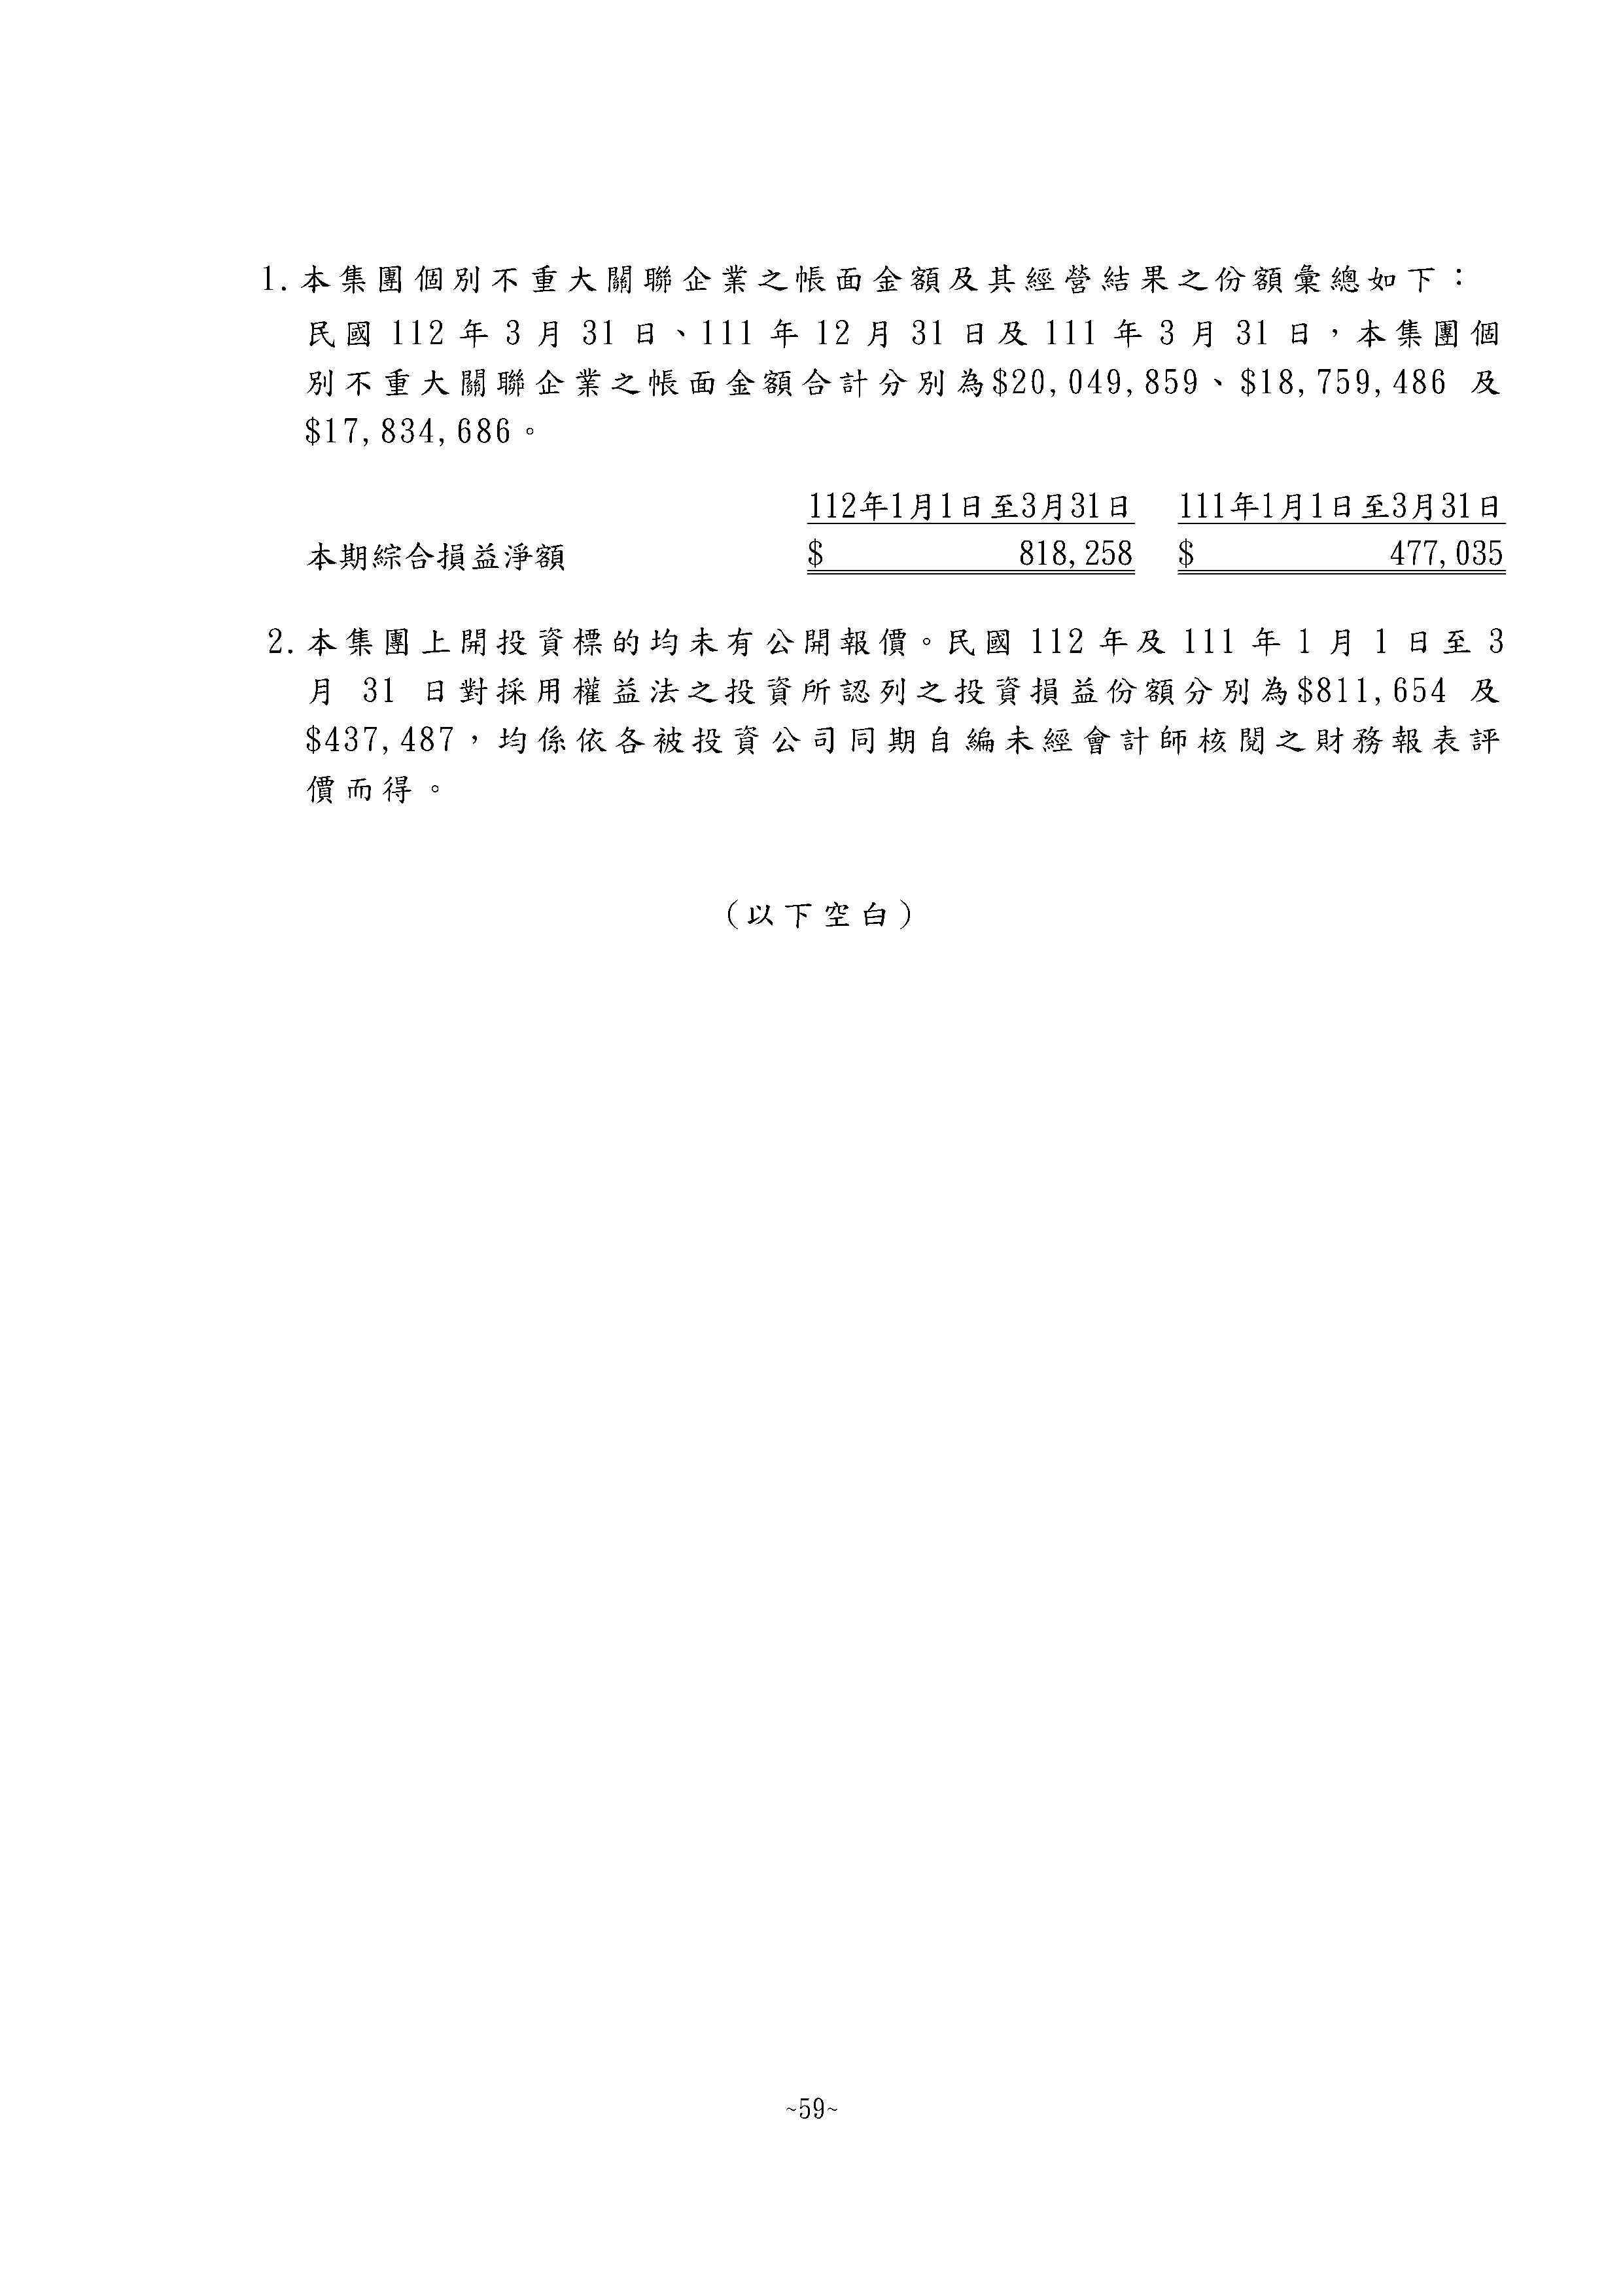 1.本集團個別不重大關聯企業之帳面金額及其經營結果之份額彙總如下：
民國 112 年 3 月 31 日、111 年 12 月 31 日及 111 年 3 月 31 日，本集團個
別不重大關聯企業之帳面金額合計分別為$20,049,859、$18,759,486 及
$17,834,686。
112年1月1日至3月31日 111年1月1日至3月31日
本期綜合損益淨額 $ 818,258 $ 477,035
2.本集團上開投資標的均未有公開報價。民國 112 年及 111 年 1 月 1 日至 3
月 31 日對採用權益法之投資所認列之投資損益份額分別為$811,654 及
$437,487，均係依各被投資公司同期自編未經會計師核閱之財務報表評
價而得。
(以下空白)
~59~